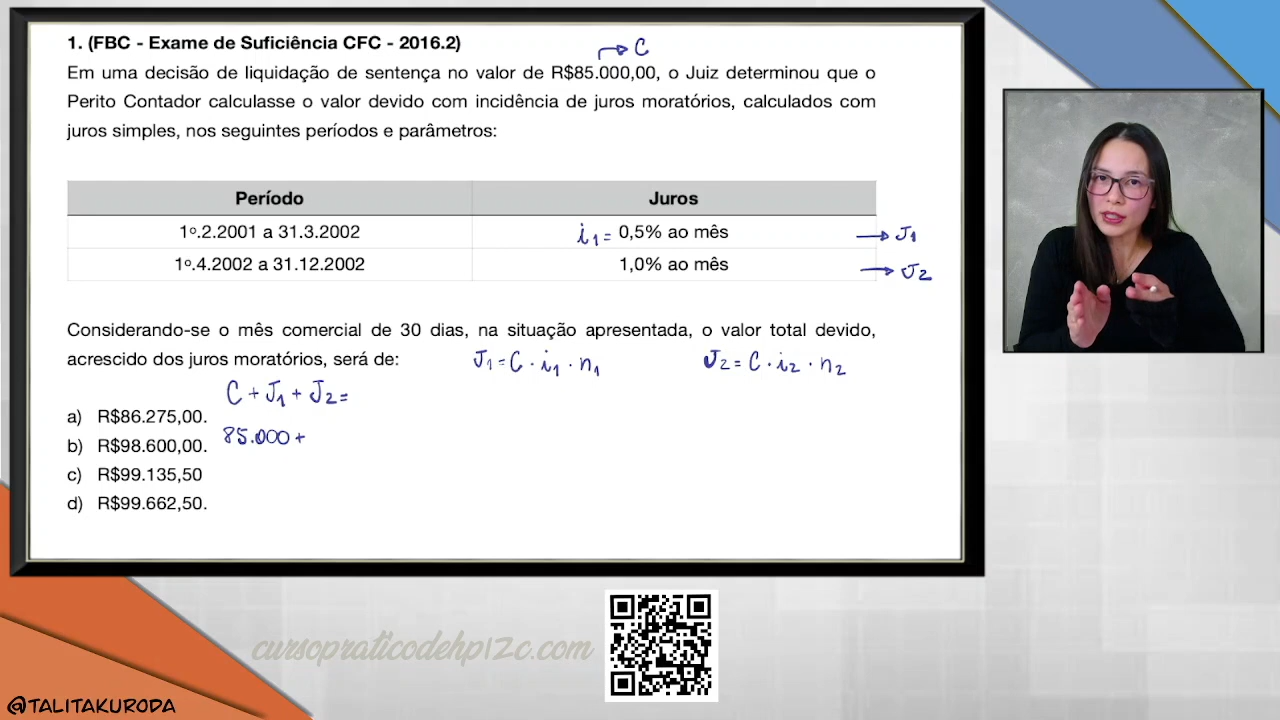 1. (FBC - Exame de Suficiência CFC - 2016.2)
C
Em uma decisão de liquidação de sentença no valor de R$85.000,00, o Juiz determinou que o
Perito Contador calculasse o valor devido com incidência de juros moratórios, calculados com
juros simples, nos seguintes períodos e parâmetros:
Período Juros
1º.2.2001 a 31.3.2002 i1 = 0,5% ao mês → J1
1º.4.2002 a 31.12.2002 1,0% ao mês → J2
Considerando-se o mês comercial de 30 dias, na situação apresentada, o valor total devido,
acrescido dos juros moratórios, será de:
J1 = C · i1 · n1 J2 = C · i2 · n2
C + J1 + J2 =
a) R$86.275,00.
85.000 +
b) R$98.600,00.
c) R$99.135,50
d) R$99.662,50.
cursopraticodehp12c.com
@TALITAKURODA